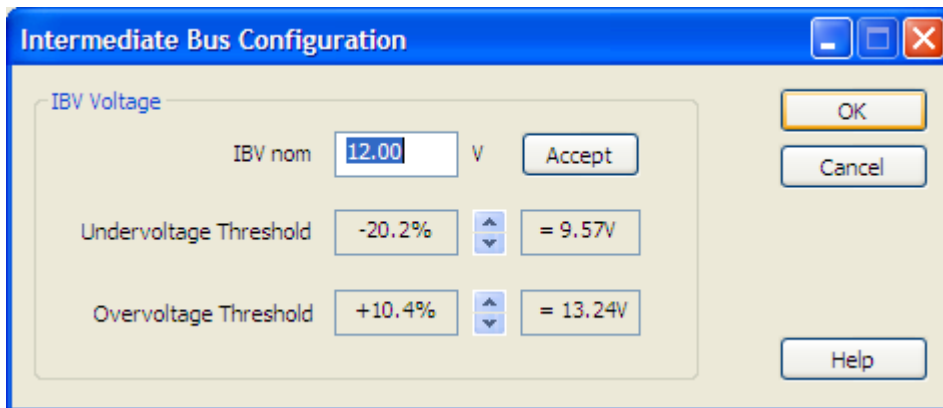 Intermediate Bus Configuration
IBV Voltage
IBV nom 12.00 V Accept
Undervoltage Threshold -20.2% = 9.57V
Overvoltage Threshold +10.4% = 13.24V
OK
Cancel
Help